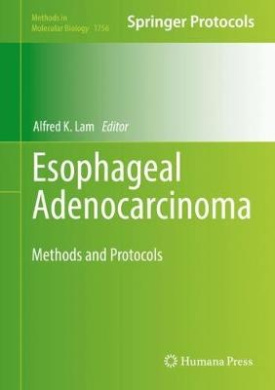 Methods in
Molecular Biology 1756
Springer Protocols
Alfred K. Lam Editor
Esophageal
Adenocarcinoma
Methods and Protocols
Humana Press